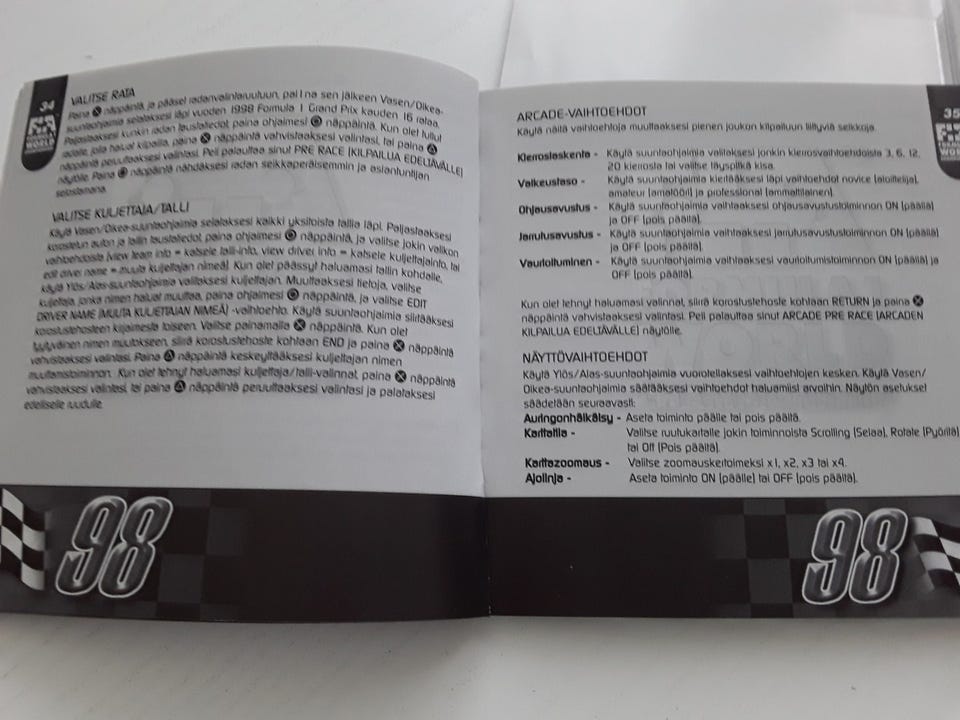 34
FORMULA
WORLD
VALITSE RATA
Paina Ⓧ näppäintä, ja pääset radanvalintaruutuun, paina sen jälkeen Vasen/Oikea-
suuntaohjaimia selataksesi läpi vuoden 1998 Formula 1 Grand Prix kauden 16 rataa.
Paljastaaksesi kunkin radan taustatiedot, paina ohjaimesi näppäintä. Kun olet tullut
radalle, jolla haluat kilpailla, paina Ⓧ näppäintä vahvistaaksesi valintasi, tai paina
näppäintä peruuttaaksesi valintasi. Peli palauttaa sinut PRE RACE [KILPAILUA EDELTÄVÄLLE]
näytölle. Paina näppäintä nähdäksesi radan seikkaperäisemmin ja asiantuntijan
selostamana.
VALITSE KULJETTAJA/TALLI
Käytä Vasen/Oikea-suuntaohjaimia selataksesi kaikki yksitoista tallia läpi. Paljastaaksesi
korostetun auton ja tallin taustatiedot, paina ohjaimesi näppäintä, ja valitse jokin valikon
vaihtoehdoista [view team info = katsele talli-info, view driver info = katsele kuljettajainfo, tai
edit driver name = muuta kuljettajan nimeä]. Kun olet päässyt haluamasi tallin kohdalle,
käytä Ylös/Alas-suuntaohjaimia valitaksesi kuljettajan. Muuttaaksesi tietoja, valitse
kuljettaja, jonka nimen haluat muuttaa, paina ohjaimesi näppäintä, ja valitse EDIT
DRIVER NAME [MUUTA KULJETTAJAN NIMEÄ] -vaihtoehto. Käytä suuntaohjaimia siirtääksesi
korostustehosteen kirjaimesta toiseen. Valitse painamalla Ⓧ näppäintä. Kun olet
tyytyväinen nimen muutokseen, siirrä korostustehoste kohtaan END ja paina Ⓧ näppäintä
vahvistaaksesi valintasi. Paina näppäintä keskeyttääksesi kuljettajan nimen
muuttamistoiminnon. Kun olet tehnyt haluamasi kuljettaja/talli-valinnat, paina Ⓧ näppäintä
vahvistaaksesi valintasi, tai paina näppäintä peruuttaaksesi valintasi ja palataksesi
edelliselle ruudulle.
98
35
WORLD
ARCADE-VAIHTOEHDOT
Käytä näitä vaihtoehtoja muuttaaksesi pienen joukon kilpailuun liittyviä seikkoja.
Kierroslaskenta - Käytä suuntaohjaimia valitaksesi jonkin kierrosvaihtoehdoista 3, 6, 12,
20 kierrosta tai valitse täyspitkä kisa.
Vaikeustaso - Käytä suuntaohjaimia kiertääksesi läpi vaihtoehdot novice [aloittelija],
amateur [amatööri] ja professional [ammattilainen].
Ohjausavustus - Käytä suuntaohjaimia vaihtaaksesi ohjausavustustoiminnon ON [päällä]
ja OFF [pois päältä].
Jarrutusavustus - Käytä suuntaohjaimia vaihtaaksesi jarrutusavustustoiminnon ON [päällä]
ja OFF [pois päältä].
Vaurioituminen - Käytä suuntaohjaimia vaihtaaksesi vaurioitumistoiminnon ON [päällä] ja
OFF [pois päältä].
Kun olet tehnyt haluamasi valinnat, siirrä korostustehoste kohtaan RETURN ja paina Ⓧ
näppäintä vahvistaaksesi valintasi. Peli palauttaa sinut ARCADE PRE RACE [ARCADEN
KILPAILUA EDELTÄVÄLLE] näytölle.
NÄYTTÖVAIHTOEHDOT
Käytä Ylös/Alas-suuntaohjaimia vuorotellaksesi vaihtoehtojen kesken. Käytä Vasen/
Oikea-suuntaohjaimia säätääksesi vaihtoehdot haluamiisi arvoihin. Näytön asetukset
säädetään seuraavasti:
Auringonhäikäisy - Aseta toiminto päälle tai pois päältä.
Karttatila - Valitse ruutukartalle jokin toiminnoista Scrolling [Selaa], Rotate [Pyöritä]
tai Off [Pois päältä].
Karttazoomaus - Valitse zoomauskertoimeksi x1, x2, x3 tai x4.
Ajolinja - Aseta toiminto ON [päälle] tai OFF [pois päältä].
98